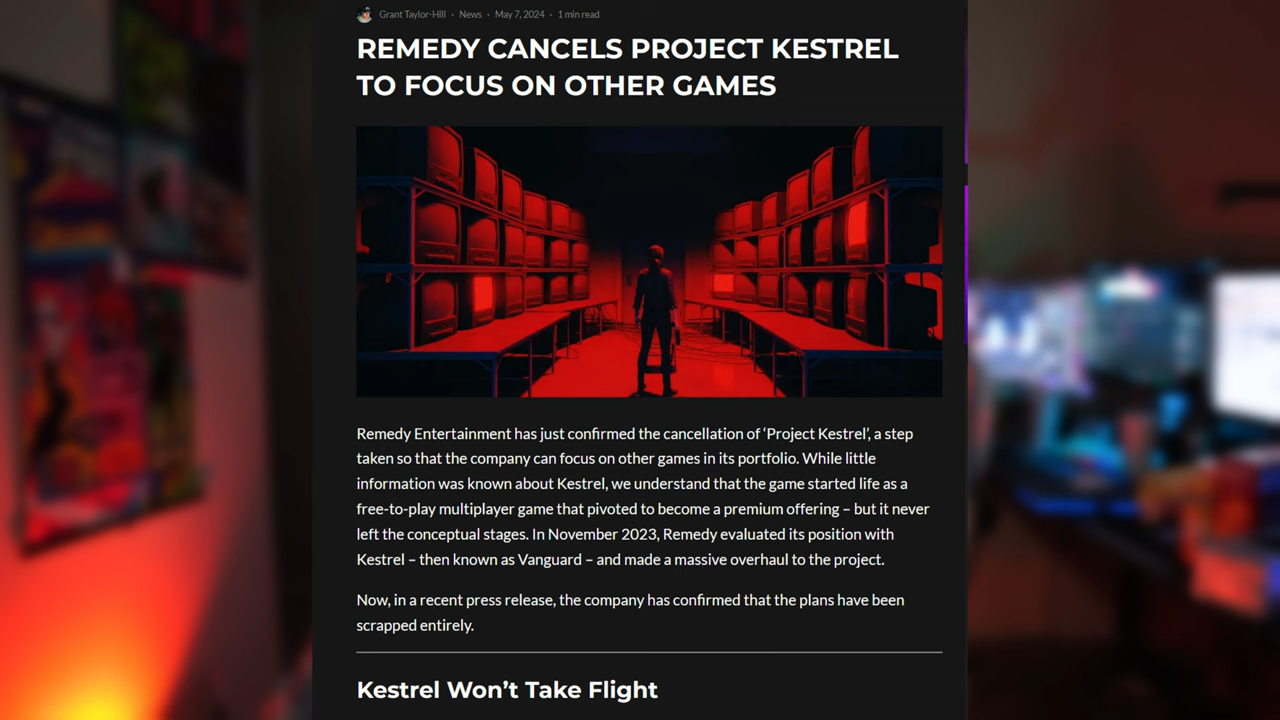 Grant Taylor-Hill · News · May 7, 2024 · 1 min read
REMEDY CANCELS PROJECT KESTREL
TO FOCUS ON OTHER GAMES
Remedy Entertainment has just confirmed the cancellation of ‘Project Kestrel’, a step
taken so that the company can focus on other games in its portfolio. While little
information was known about Kestrel, we understand that the game started life as a
free-to-play multiplayer game that pivoted to become a premium offering – but it never
left the conceptual stages. In November 2023, Remedy evaluated its position with
Kestrel – then known as Vanguard – and made a massive overhaul to the project.
Now, in a recent press release, the company has confirmed that the plans have been
scrapped entirely.
Kestrel Won’t Take Flight